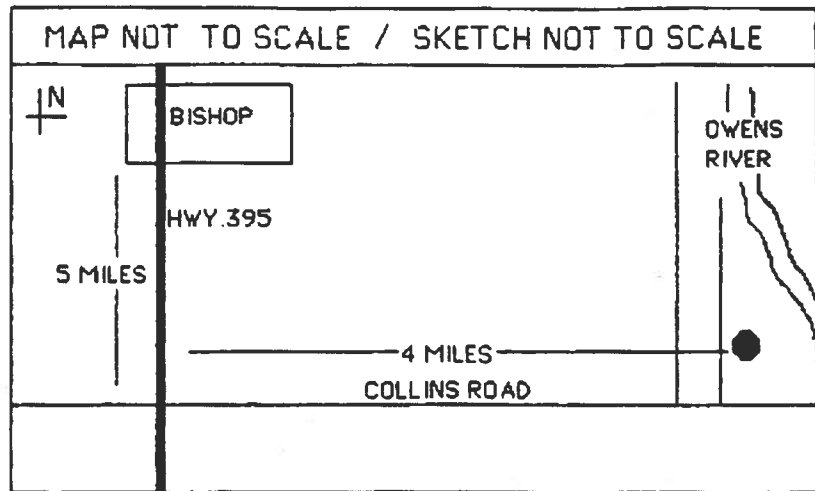 MAP NOT TO SCALE / SKETCH NOT TO SCALE
N
BISHOP
OWENS
RIVER
HWY.395
5 MILES
4 MILES
COLLINS ROAD